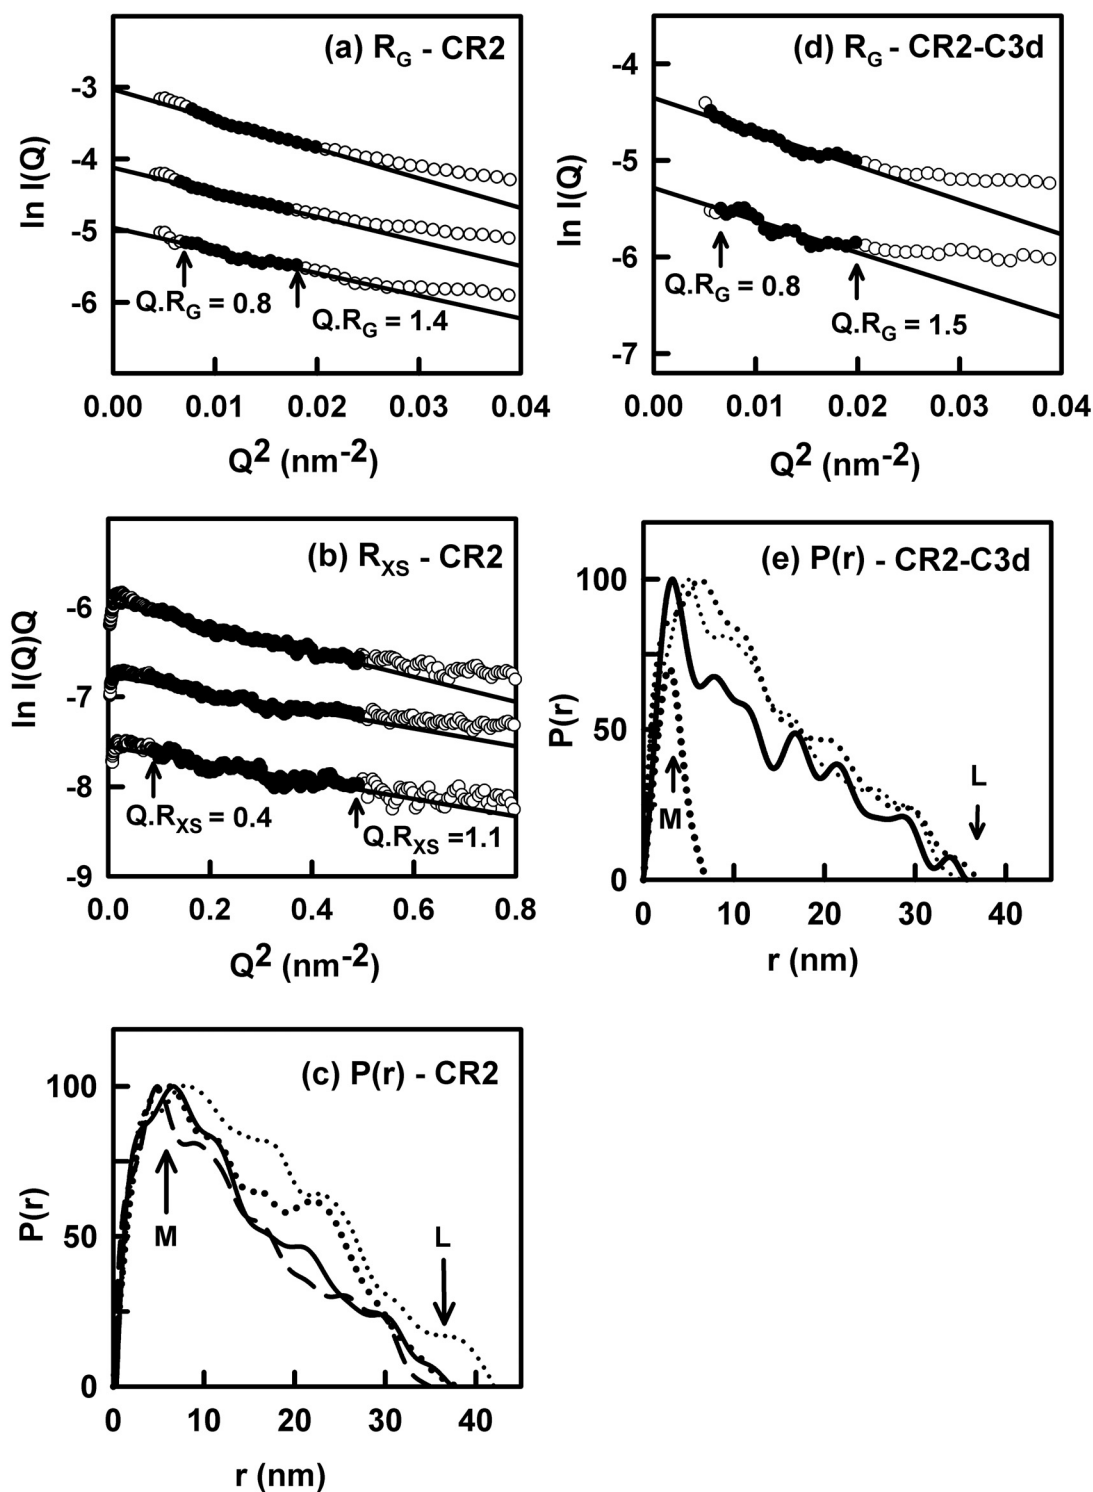 (a) R_G - CR2
ln I(Q)
-3
-4
-5
-6
Q.R_G = 0.8
Q.R_G = 1.4
0.00 0.01 0.02 0.03 0.04
Q² (nm⁻²)
(d) R_G - CR2-C3d
ln I(Q)
-4
-5
-6
-7
Q.R_G = 0.8
Q.R_G = 1.5
0.00 0.01 0.02 0.03 0.04
Q² (nm⁻²)
(b) R_XS - CR2
ln I(Q)Q
-6
-7
-8
-9
Q.R_XS = 0.4
Q.R_XS =1.1
0.0 0.2 0.4 0.6 0.8
Q² (nm⁻²)
(e) P(r) - CR2-C3d
P(r)
100
50
0
M
L
0 10 20 30 40
r (nm)
(c) P(r) - CR2
P(r)
100
50
0
M
L
0 10 20 30 40
r (nm)